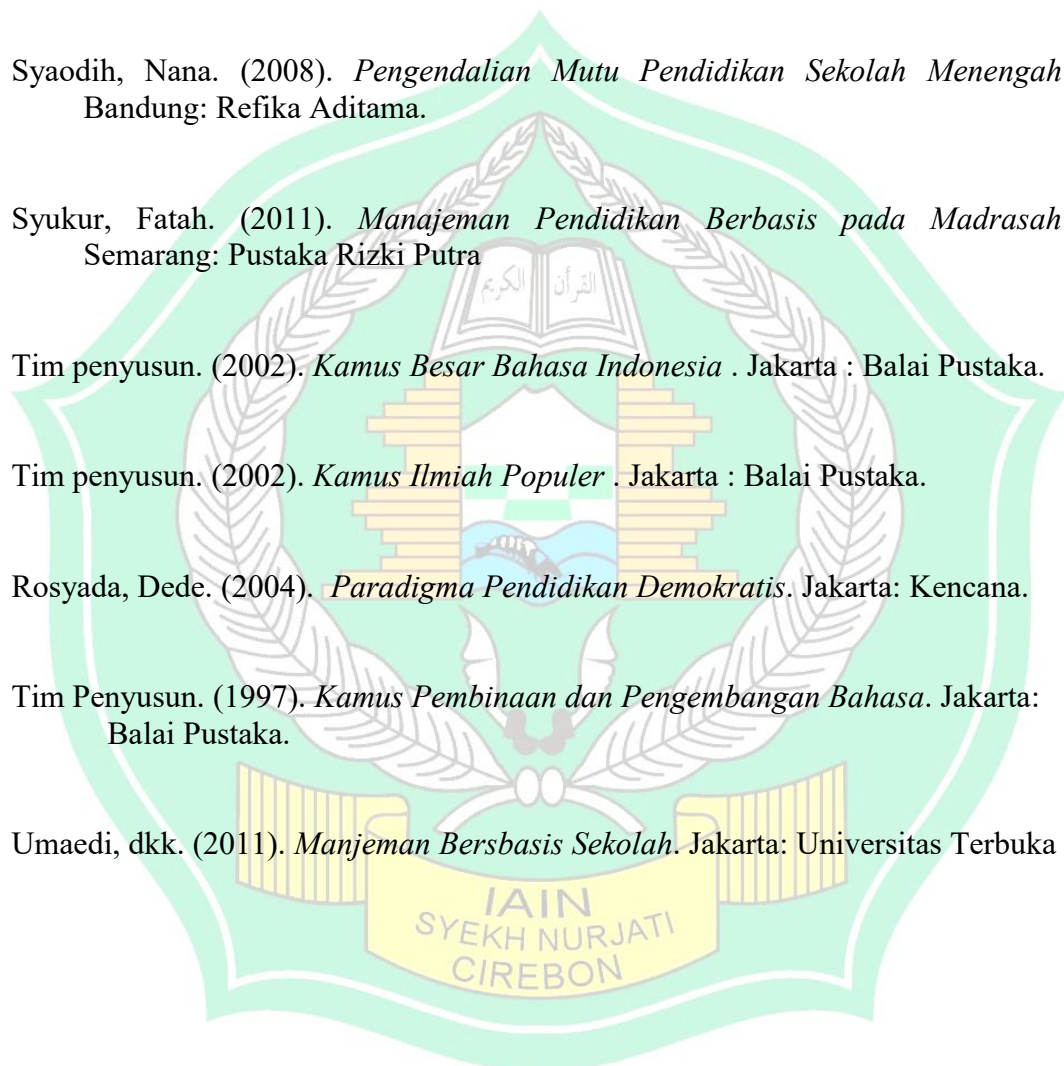 Syaodih, Nana. (2008). Pengendalian Mutu Pendidikan Sekolah Menengah
Bandung: Refika Aditama.
Syukur, Fatah. (2011). Manajeman Pendidikan Berbasis pada Madrasah
Semarang: Pustaka Rizki Putra
القرآن الكريم
Tim penyusun. (2002). Kamus Besar Bahasa Indonesia . Jakarta : Balai Pustaka.
Tim penyusun. (2002). Kamus Ilmiah Populer . Jakarta : Balai Pustaka.
Rosyada, Dede. (2004). Paradigma Pendidikan Demokratis. Jakarta: Kencana.
Tim Penyusun. (1997). Kamus Pembinaan dan Pengembangan Bahasa. Jakarta:
Balai Pustaka.
Umaedi, dkk. (2011). Manjeman Bersbasis Sekolah. Jakarta: Universitas Terbuka
IAIN
SYEKH NURJATI
CIREBON